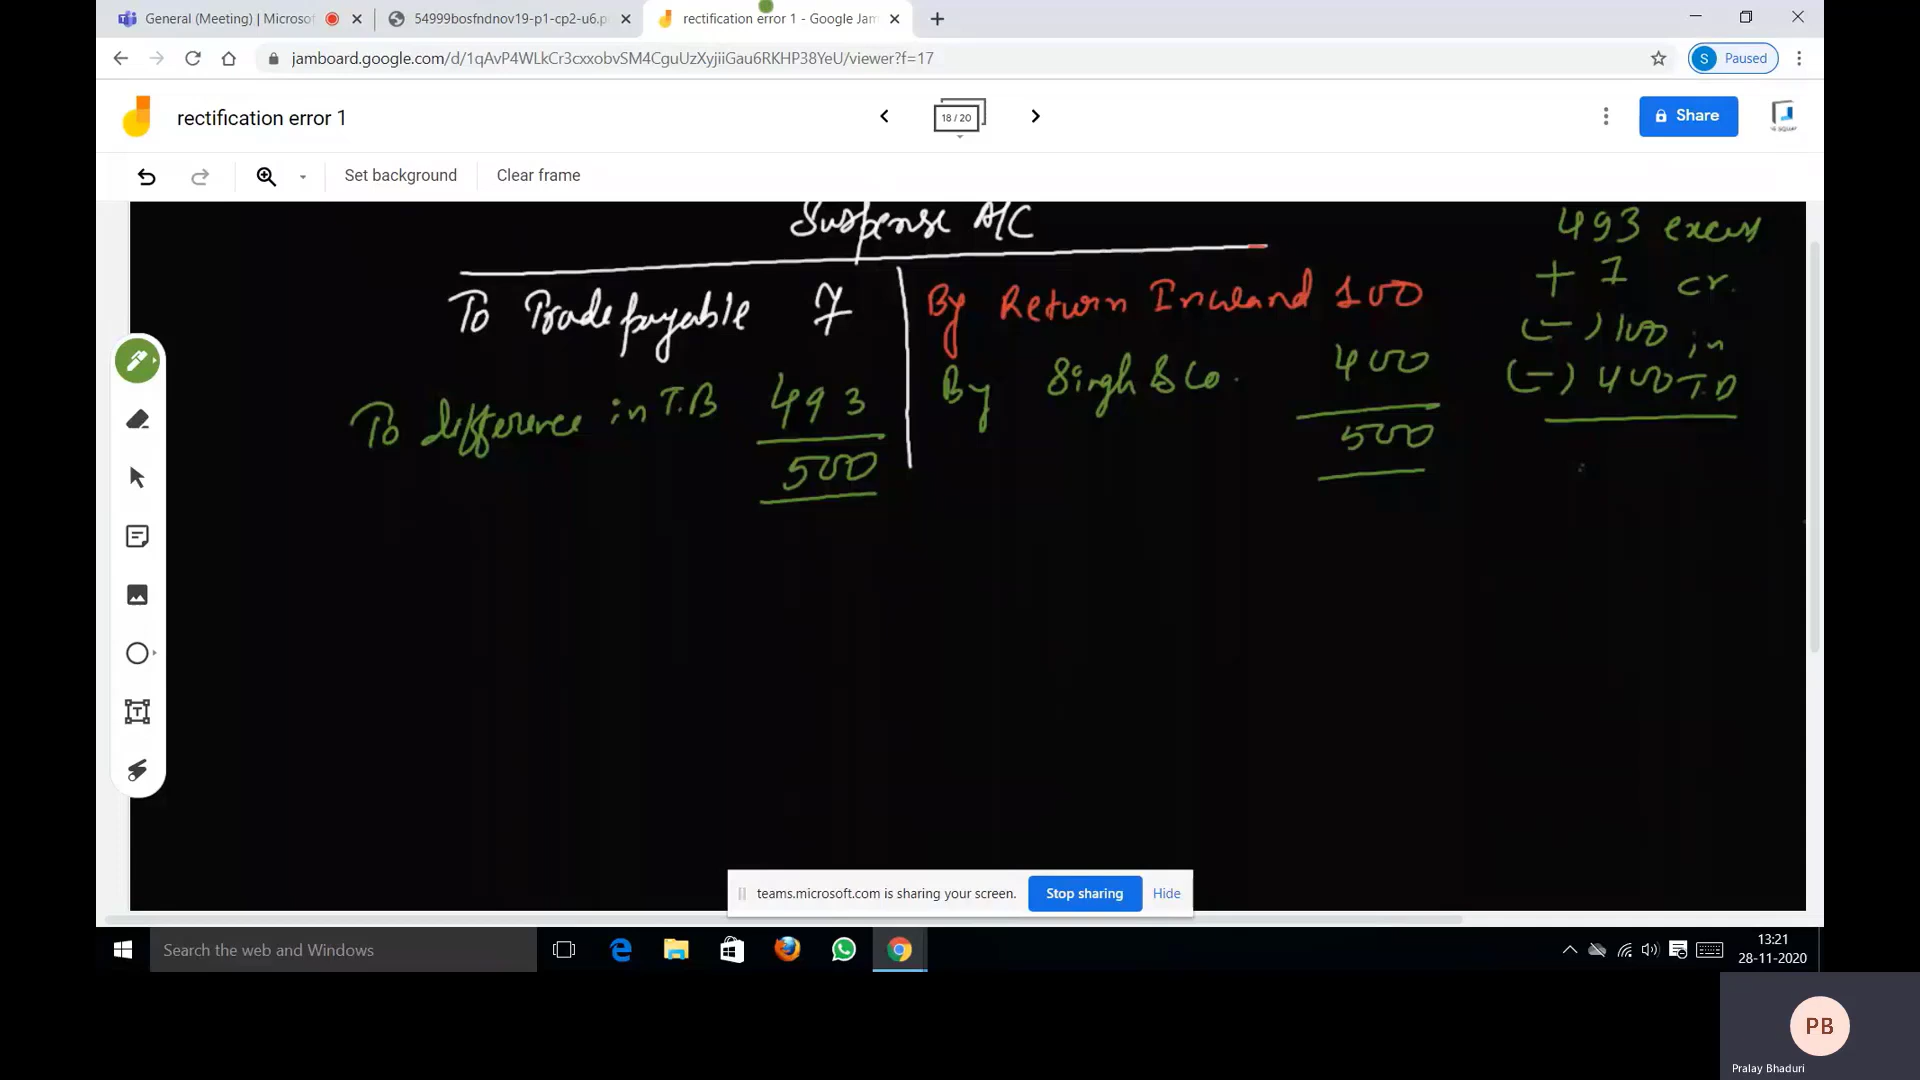 General (Meeting) | Microsof
54999bosfndnov19-p1-cp2-u6.p
rectification error 1 - Google Jam
jamboard.google.com/d/1qAvP4WLkCr3cxxobvSM4CguUzXyjiiGau6RKHP38YeU/viewer?f=17
S Paused
rectification error 1
18 / 20
Share
Set background
Clear frame
Suspense A/C
To Trade payable 7
By Return Inward 100
To difference in T.B 493
By Singh & Co. 400
500
500
493 excess
+ 7 cr.
(-) 100 in
(-) 400 T.B
teams.microsoft.com is sharing your screen.
Stop sharing
Hide
Search the web and Windows
13:21
28-11-2020
PB
Pralay Bhaduri